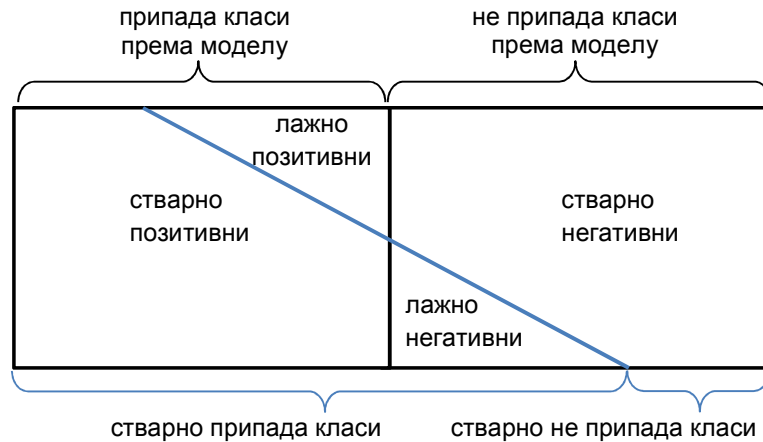 припада класи
према моделу
не припада класи
према моделу
лажно
позитивни
стварно
позитивни
стварно
негативни
лажно
негативни
стварно припада класи
стварно не припада класи